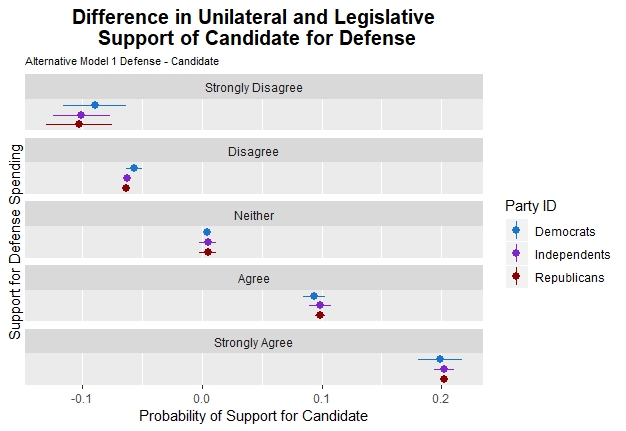 Difference in Unilateral and Legislative
Support of Candidate for Defense
Alternative Model 1 Defense - Candidate
Support for Defense Spending
Strongly Disagree
Disagree
Neither
Agree
Strongly Agree
-0.1 0.0 0.1 0.2
Probability of Support for Candidate
Party ID
Democrats
Independents
Republicans